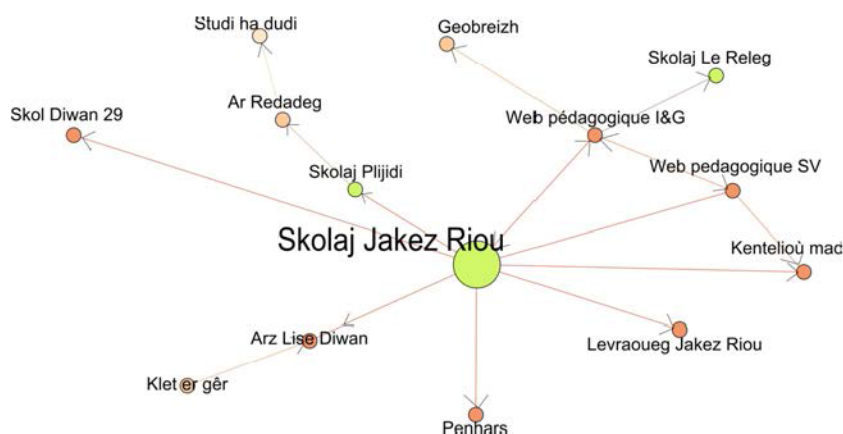 Studi ha dudi
Geobreizh
Skolaj Le Releg
Ar Redadeg
Skol Diwan 29
Web pédagogique I&G
Skolaj Plijidi
Web pedagogique SV
Skolaj Jakez Riou
Kentelioù mad
Arz Lise Diwan
Levraoueg Jakez Riou
Klet er gêr
Penhars